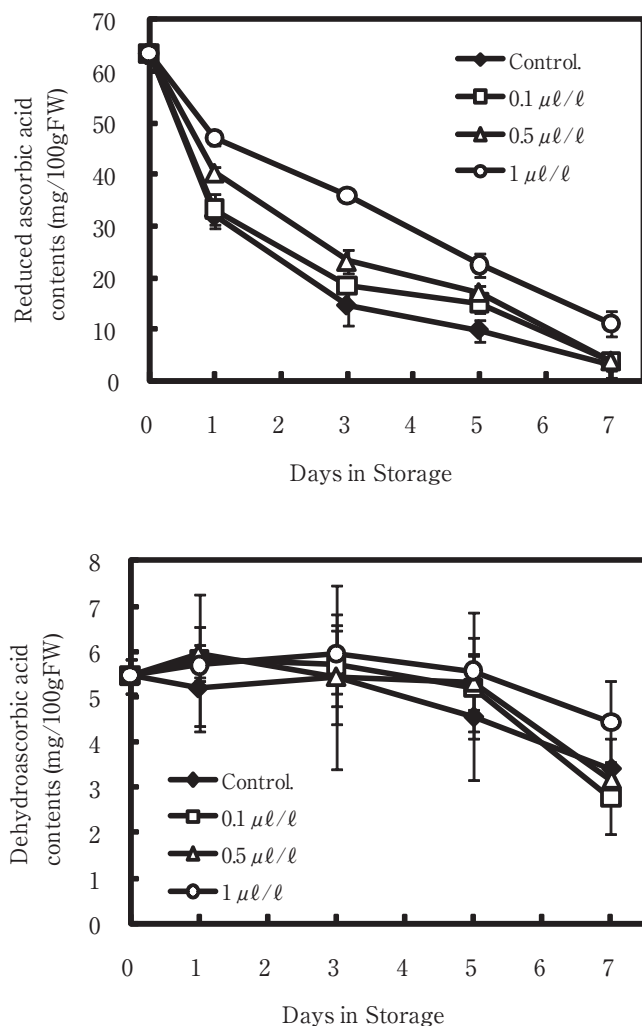 Reduced ascorbic acid
contents (mg/100gFW)
70
60
50
40
30
20
10
0
Control.
0.1 μℓ/ℓ
0.5 μℓ/ℓ
1 μℓ/ℓ
0 1 2 3 4 5 6 7
Days in Storage
Dehydroascorbic acid
contents (mg/100gFW)
8
7
6
5
4
3
2
1
0
Control.
0.1 μℓ/ℓ
0.5 μℓ/ℓ
1 μℓ/ℓ
0 1 2 3 4 5 6 7
Days in Storage